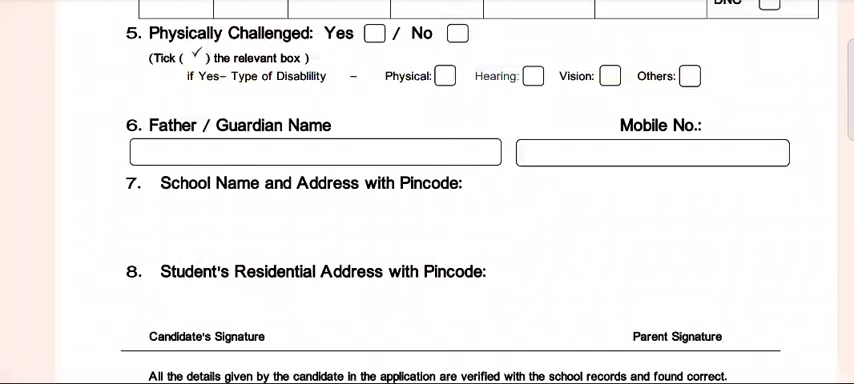 5. Physically Challenged: Yes / No
(Tick ( ✓ ) the relevant box )
if Yes– Type of Disablility – Physical: Hearing: Vision: Others:
6. Father / Guardian Name Mobile No.:
7. School Name and Address with Pincode:
8. Student's Residential Address with Pincode:
Candidate's Signature Parent Signature
All the details given by the candidate in the application are verified with the school records and found correct.